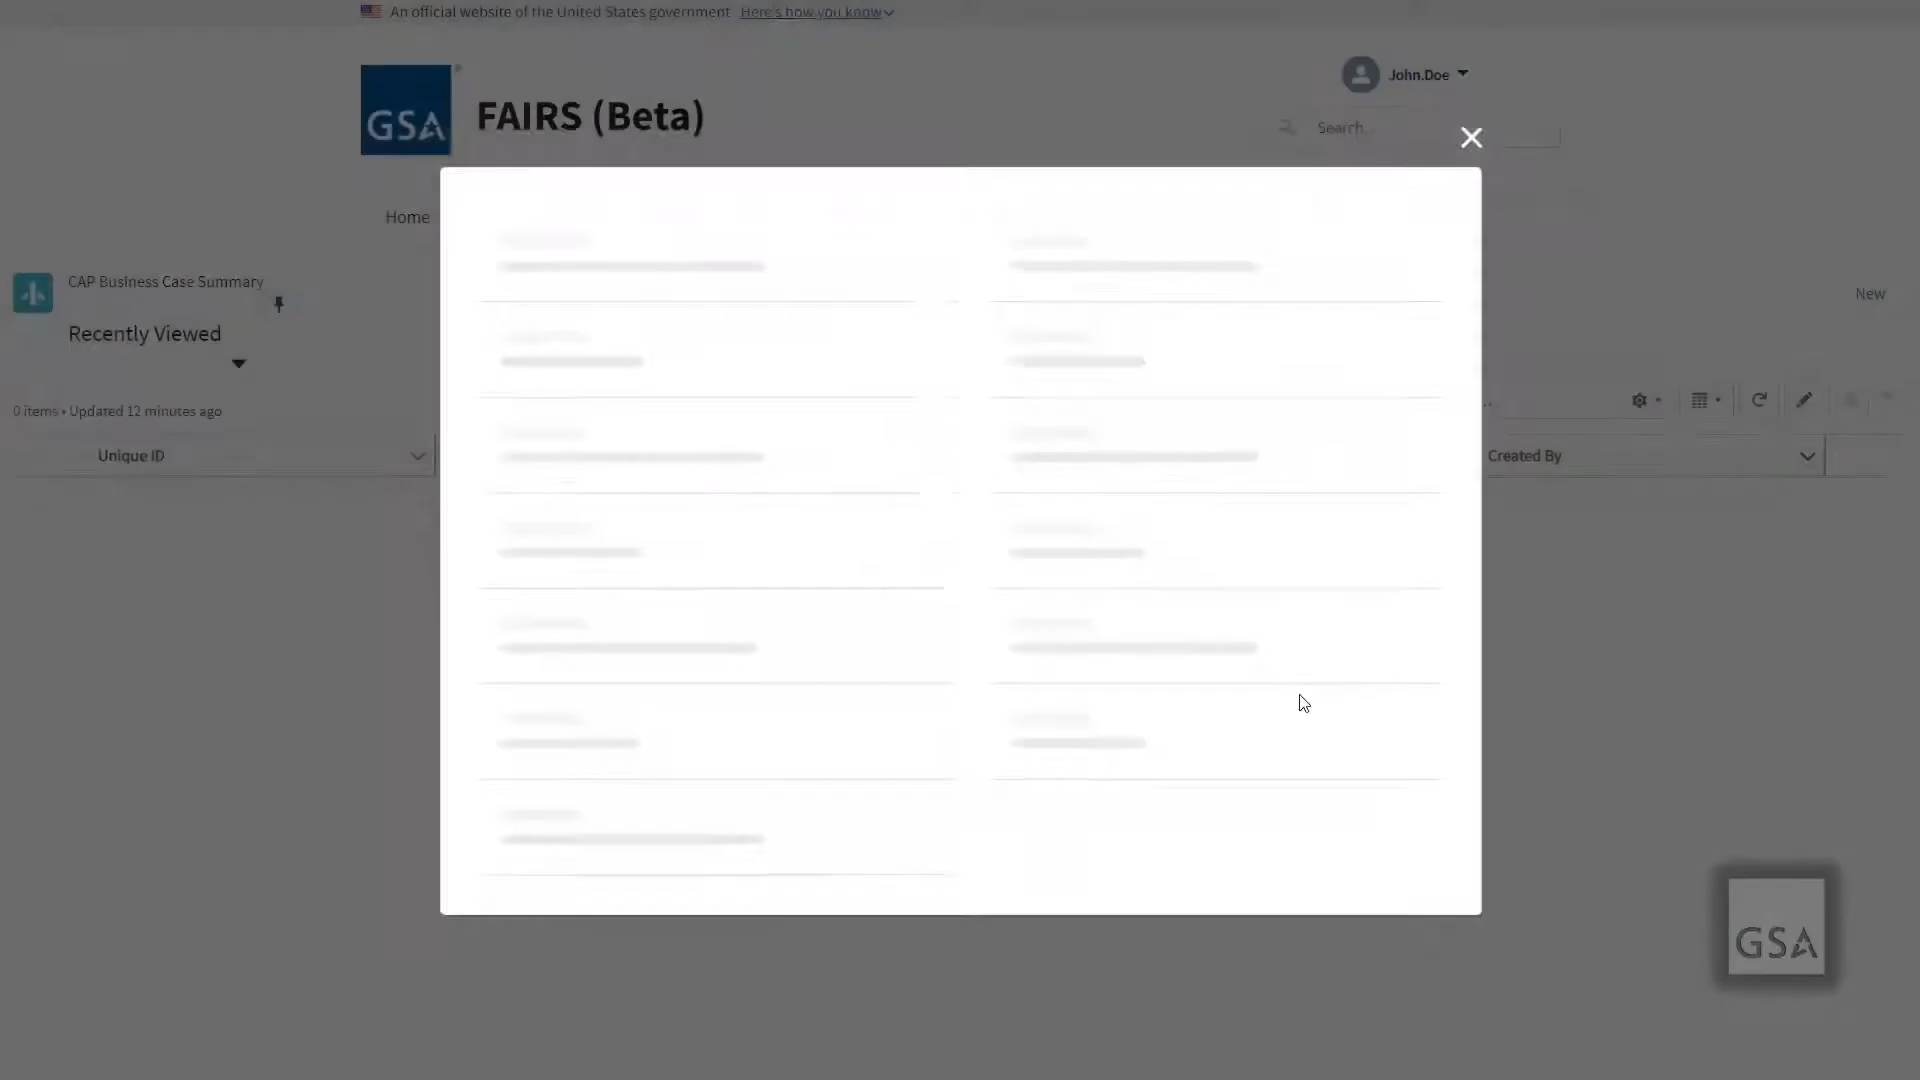 An official website of the United States government Here's how you know
GSA
FAIRS (Beta)
John.Doe
Search...
Home
CAP Business Case Summary
Recently Viewed
New
0 items • Updated 12 minutes ago
Unique ID
Created By
GSA